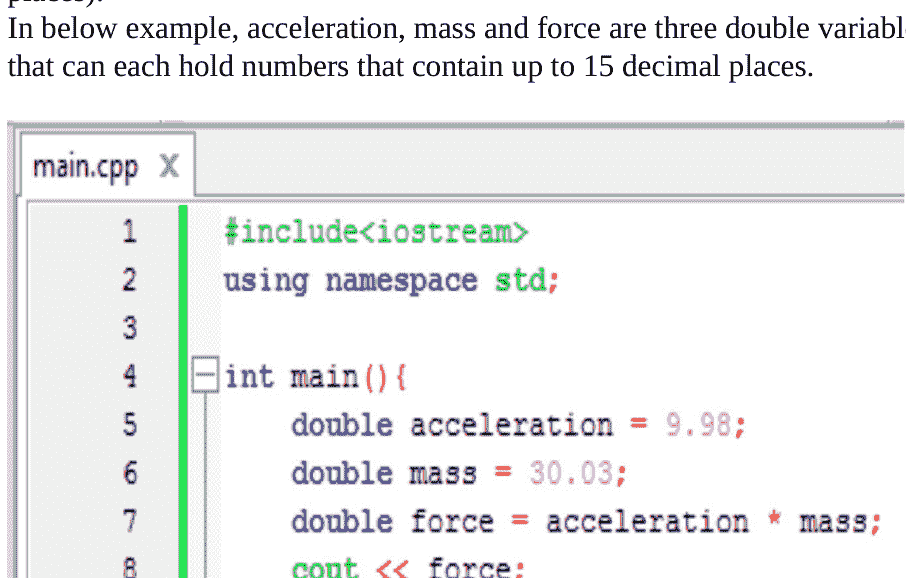 places).
In below example, acceleration, mass and force are three double variabl
that can each hold numbers that contain up to 15 decimal places.
main.cpp X
1 #include<iostream>
2 using namespace std;
3
4 int main(){
5 double acceleration = 9.98;
6 double mass = 30.03;
7 double force = acceleration * mass;
8 cout << force;